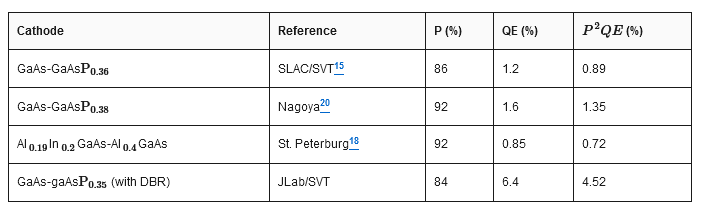 Cathode Reference P (%) QE (%) P²QE (%)
GaAs-GaAsP₀.₃₆ SLAC/SVT¹⁵ 86 1.2 0.89
GaAs-GaAsP₀.₃₈ Nagoya²⁰ 92 1.6 1.35
Al₀.₁₉In₀.₂GaAs-Al₀.₄GaAs St. Peterburg¹⁸ 92 0.85 0.72
GaAs-gaAsP₀.₃₅ (with DBR) JLab/SVT 84 6.4 4.52